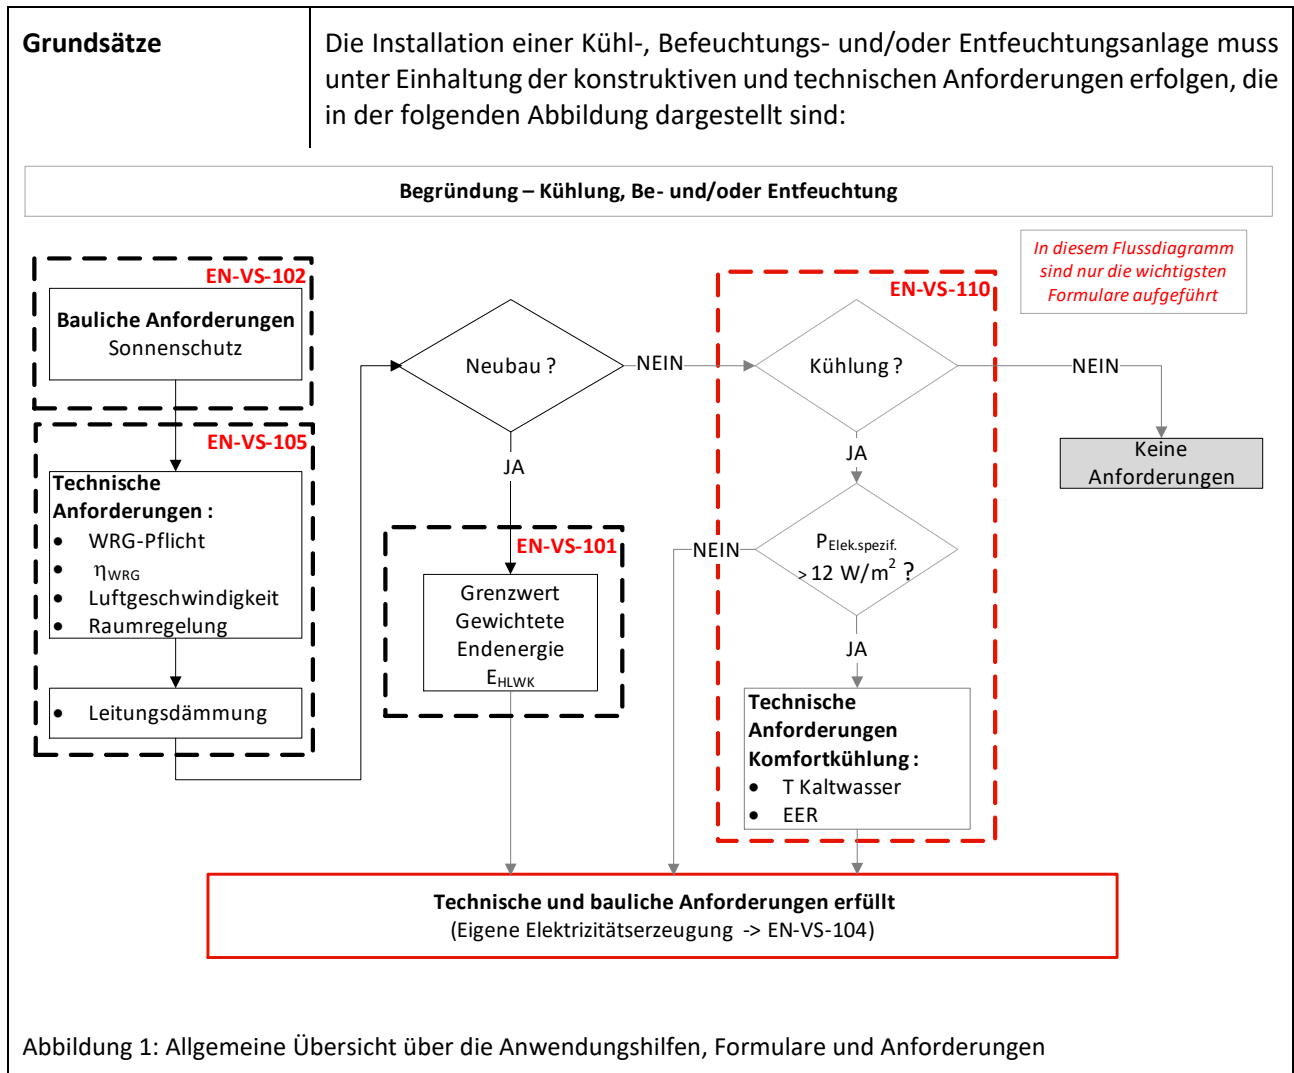 Grundsätze
Die Installation einer Kühl-, Befeuchtungs- und/oder Entfeuchtungsanlage muss
unter Einhaltung der konstruktiven und technischen Anforderungen erfolgen, die
in der folgenden Abbildung dargestellt sind:
Begründung – Kühlung, Be- und/oder Entfeuchtung
In diesem Flussdiagramm
sind nur die wichtigsten
Formulare aufgeführt
EN-VS-102
Bauliche Anforderungen
Sonnenschutz
EN-VS-105
Technische
Anforderungen :
• WRG-Pflicht
• ηWRG
• Luftgeschwindigkeit
• Raumregelung
• Leitungsdämmung
Neubau ?
NEIN
JA
EN-VS-101
Grenzwert
Gewichtete
Endenergie
EHLWK
EN-VS-110
Kühlung ?
NEIN
Keine
Anforderungen
JA
PElek.spezif.
> 12 W/m² ?
NEIN
JA
Technische
Anforderungen
Komfortkühlung :
• T Kaltwasser
• EER
Technische und bauliche Anforderungen erfüllt
(Eigene Elektrizitätserzeugung -> EN-VS-104)
Abbildung 1: Allgemeine Übersicht über die Anwendungshilfen, Formulare und Anforderungen